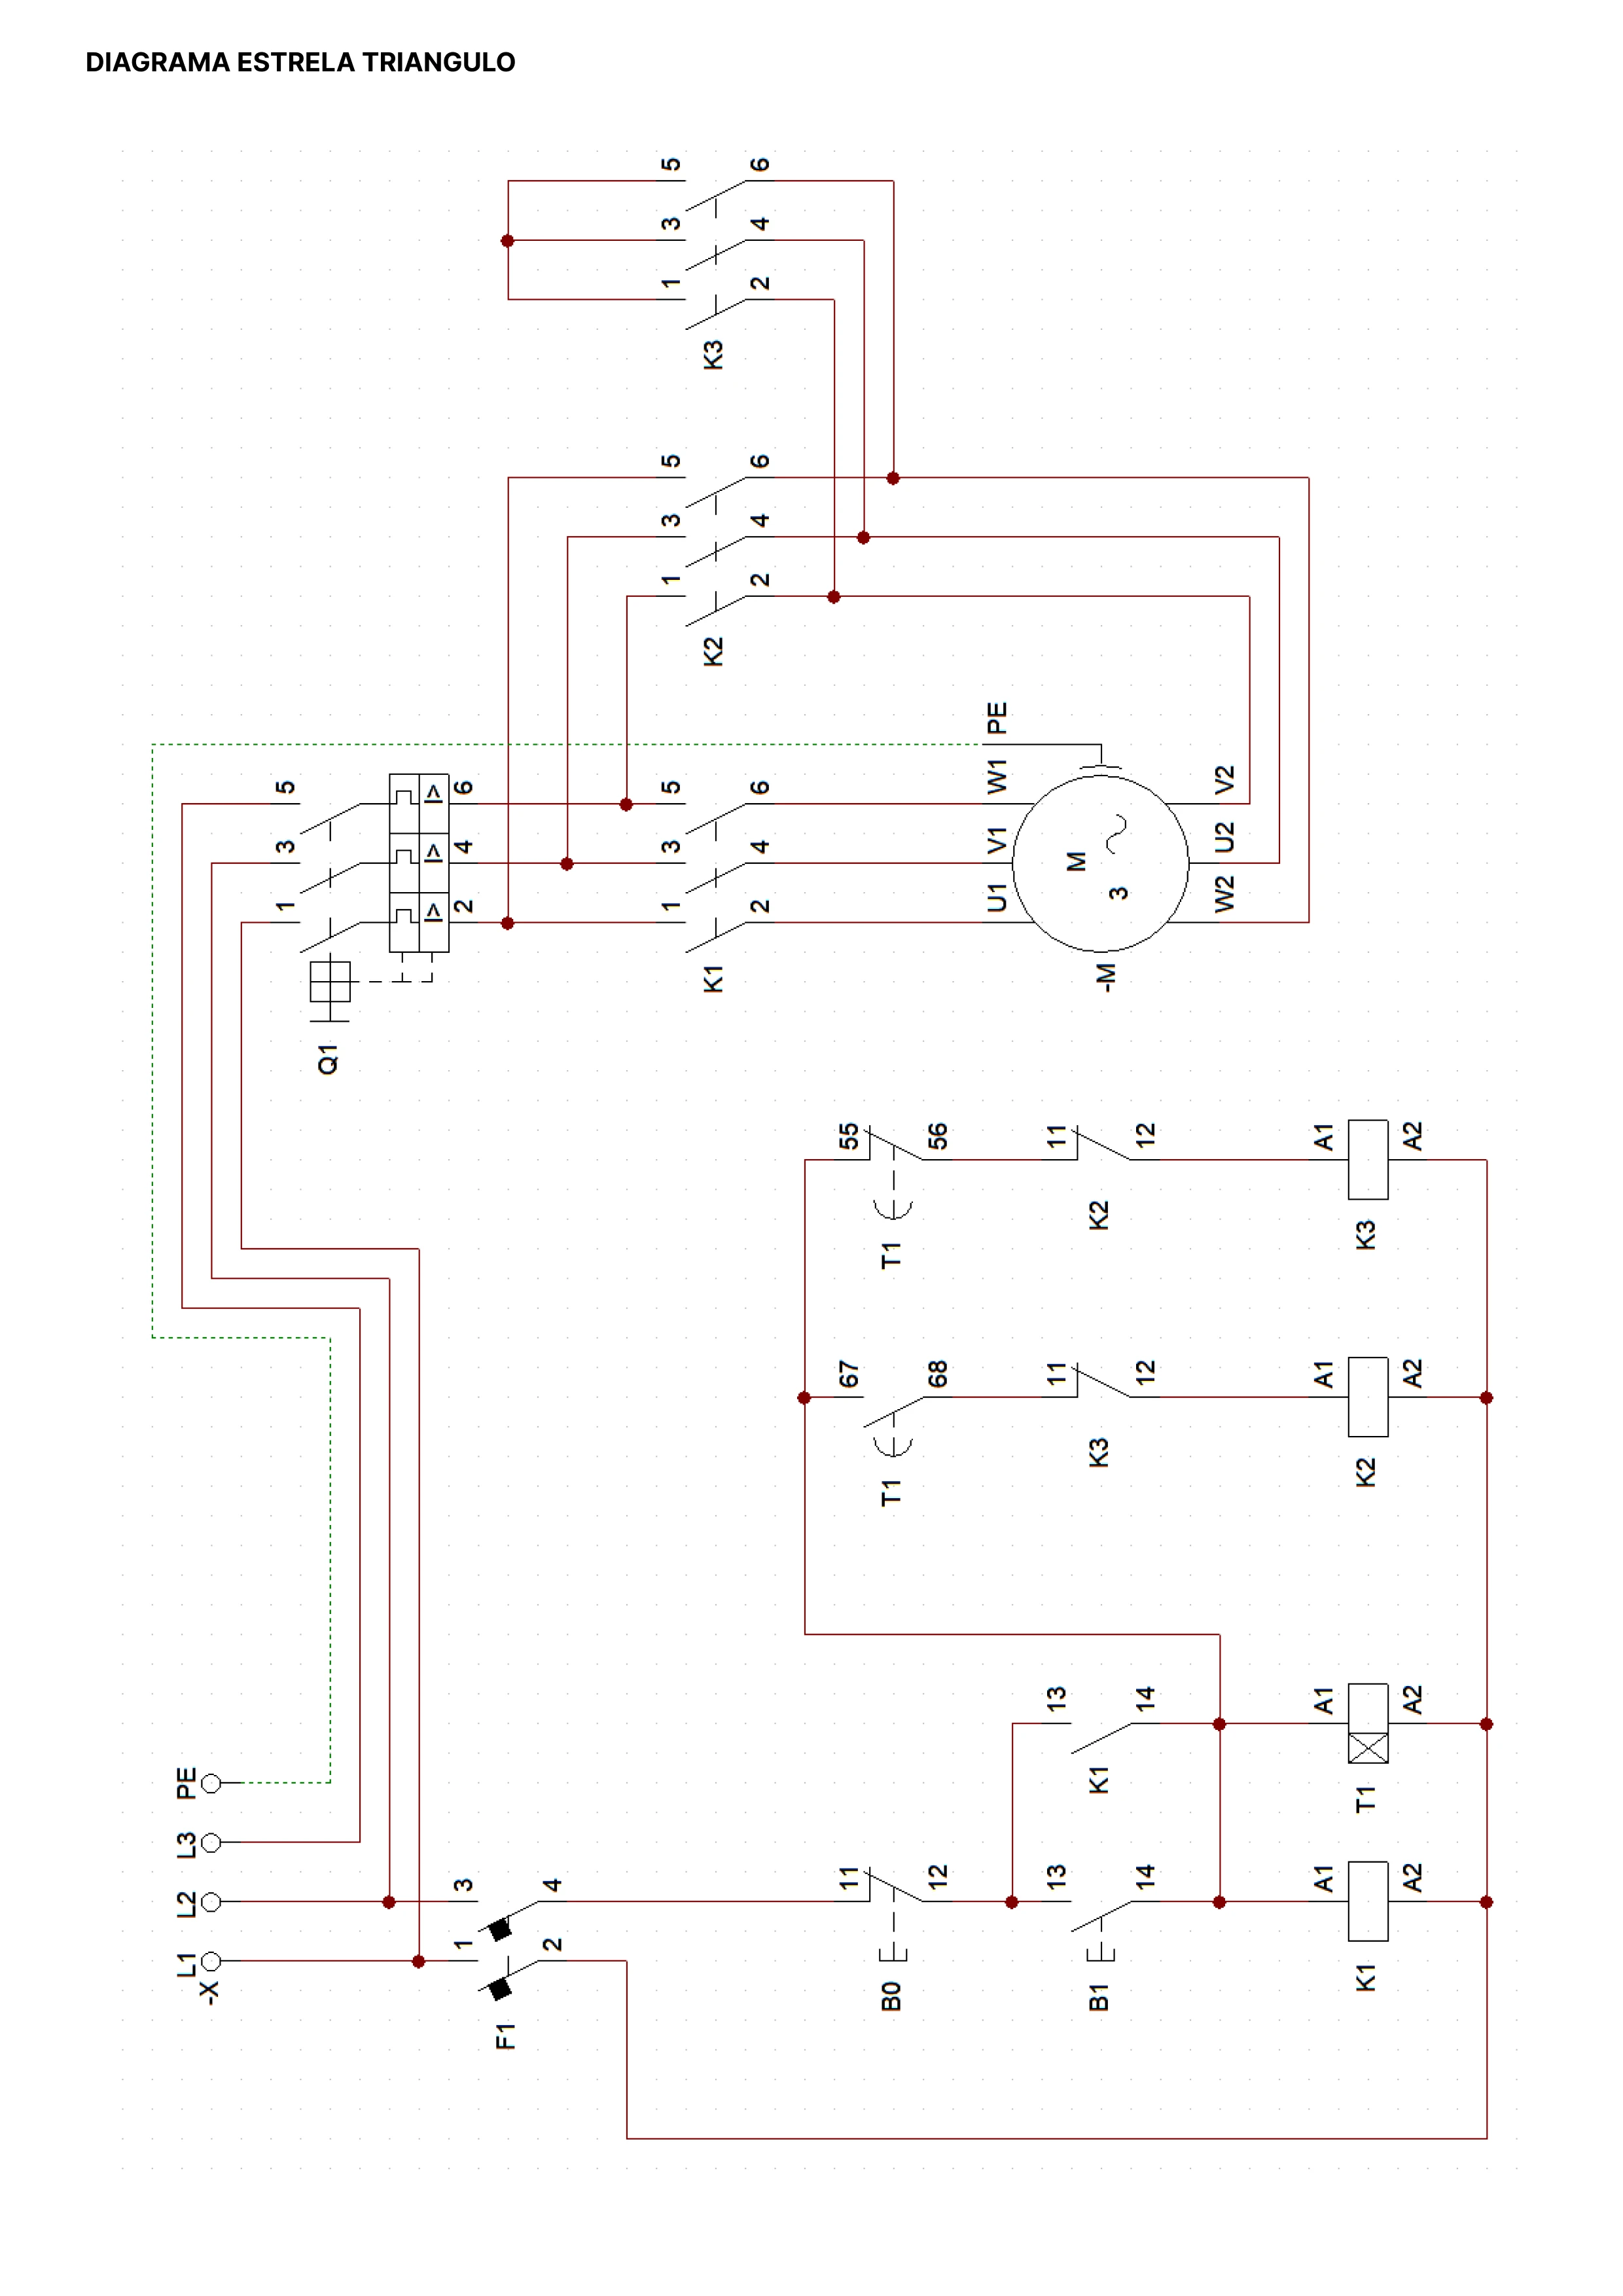 DIAGRAMA ESTRELA TRIANGULO
5 6
3 4
1 2
K3
5 6
3 4
1 2
K2
PE
5 6 5 6 W1 V2
3 4 3 4 V1 U2
1 2 1 2 U1 W2
M
3
Q1 K1 -M
55 56 11 12 A1 A2
T1 K2 K3
67 68 11 12 A1 A2
T1 K3 K2
13 14 A1 A2
K1 T1
PE
L3
L2 3 4 11 12 13 14 A1 A2
L1 1 2
-X
F1 B0 B1 K1